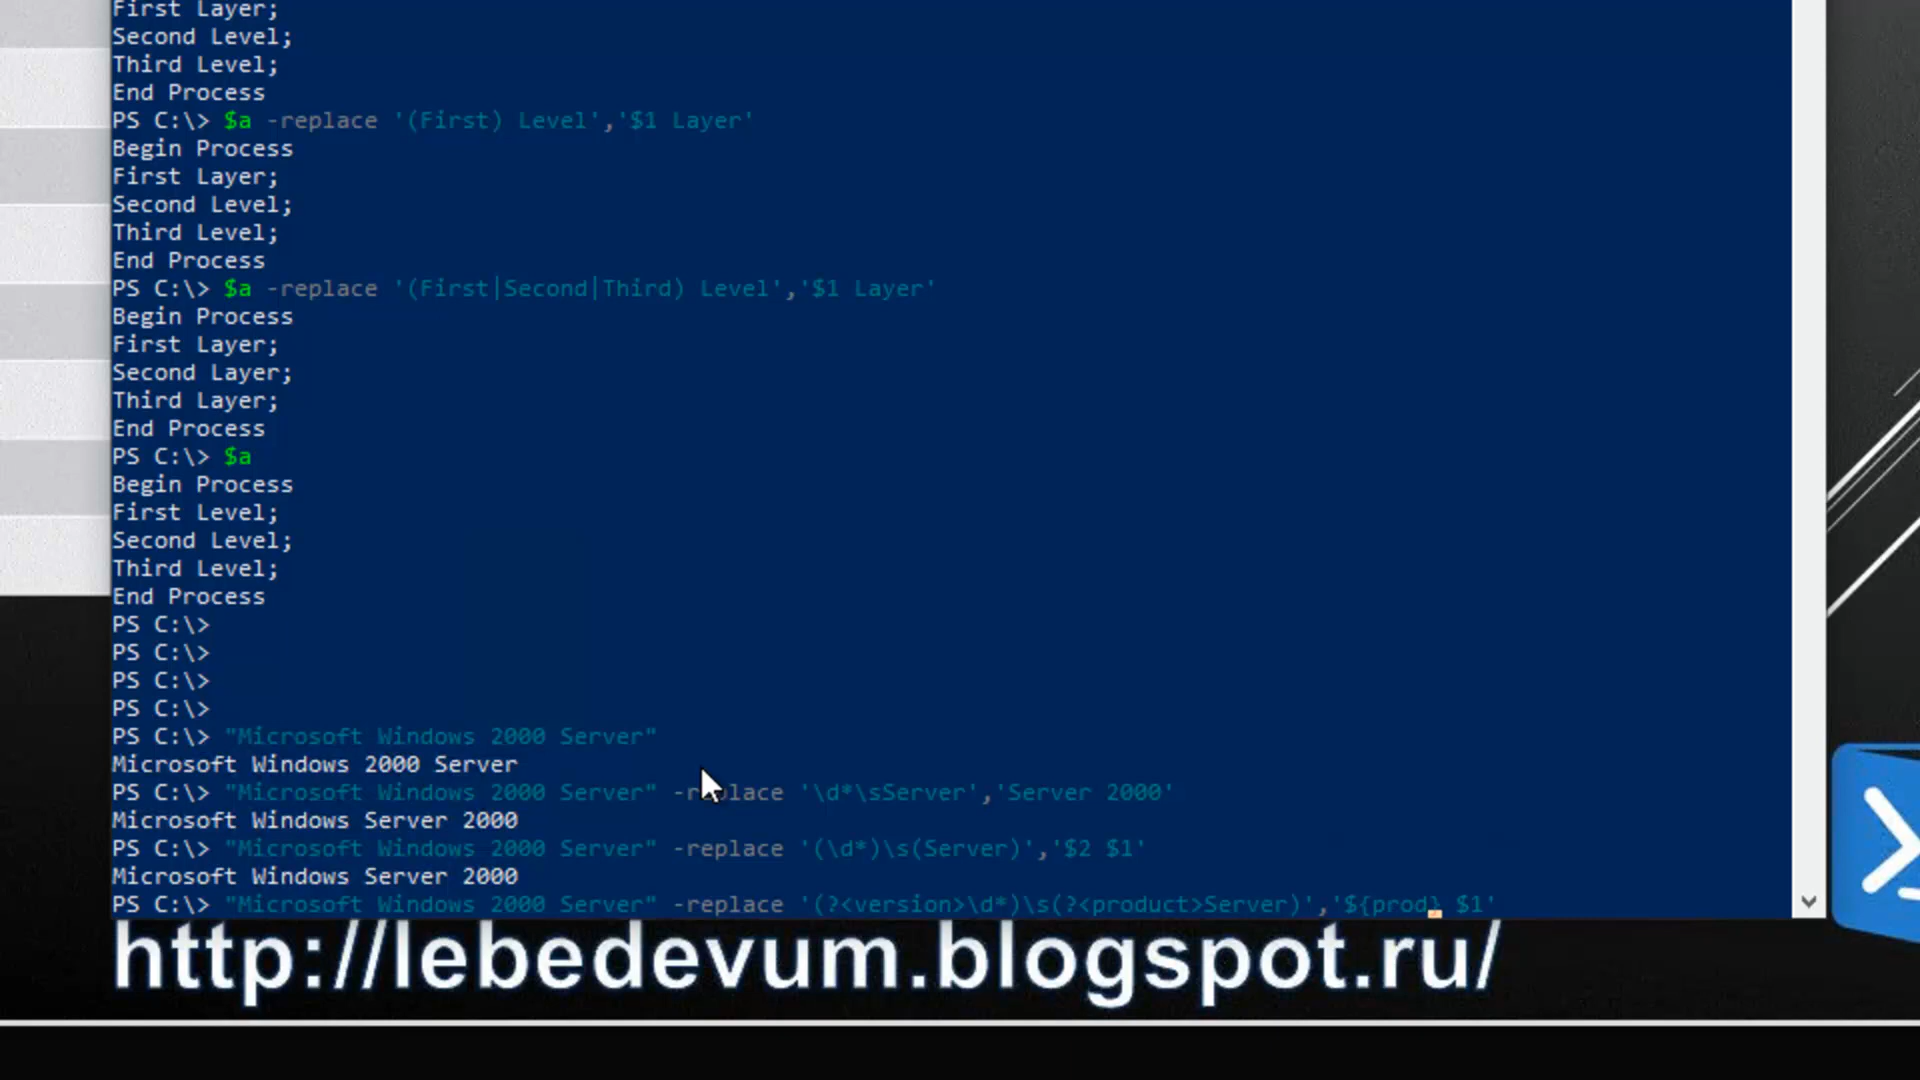 First Layer;
Second Level;
Third Level;
End Process
PS C:\> $a -replace '(First) Level','$1 Layer'
Begin Process
First Layer;
Second Level;
Third Level;
End Process
PS C:\> $a -replace '(First|Second|Third) Level','$1 Layer'
Begin Process
First Layer;
Second Layer;
Third Layer;
End Process
PS C:\> $a
Begin Process
First Level;
Second Level;
Third Level;
End Process
PS C:\>
PS C:\>
PS C:\>
PS C:\>
PS C:\> "Microsoft Windows 2000 Server"
Microsoft Windows 2000 Server
PS C:\> "Microsoft Windows 2000 Server" -replace '\d*\sServer','Server 2000'
Microsoft Windows Server 2000
PS C:\> "Microsoft Windows 2000 Server" -replace '(\d*)\s(Server)','$2 $1'
Microsoft Windows Server 2000
PS C:\> "Microsoft Windows 2000 Server" -replace '(?<version>\d*)\s(?<product>Server)','${prod} $1'
http://lebedevum.blogspot.ru/